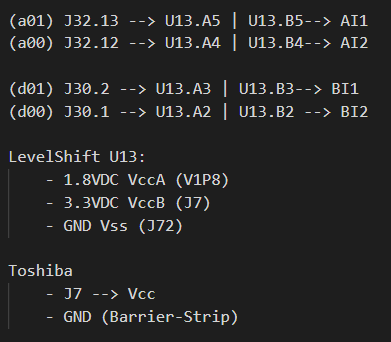 (a01) J32.13 --> U13.A5 | U13.B5--> AI1
(a00) J32.12 --> U13.A4 | U13.B4--> AI2
(d01) J30.2 --> U13.A3 | U13.B3--> BI1
(d00) J30.1 --> U13.A2 | U13.B2 --> BI2
LevelShift U13:
- 1.8VDC VccA (V1P8)
- 3.3VDC VccB (J7)
- GND Vss (J72)
Toshiba
- J7 --> Vcc
- GND (Barrier-Strip)